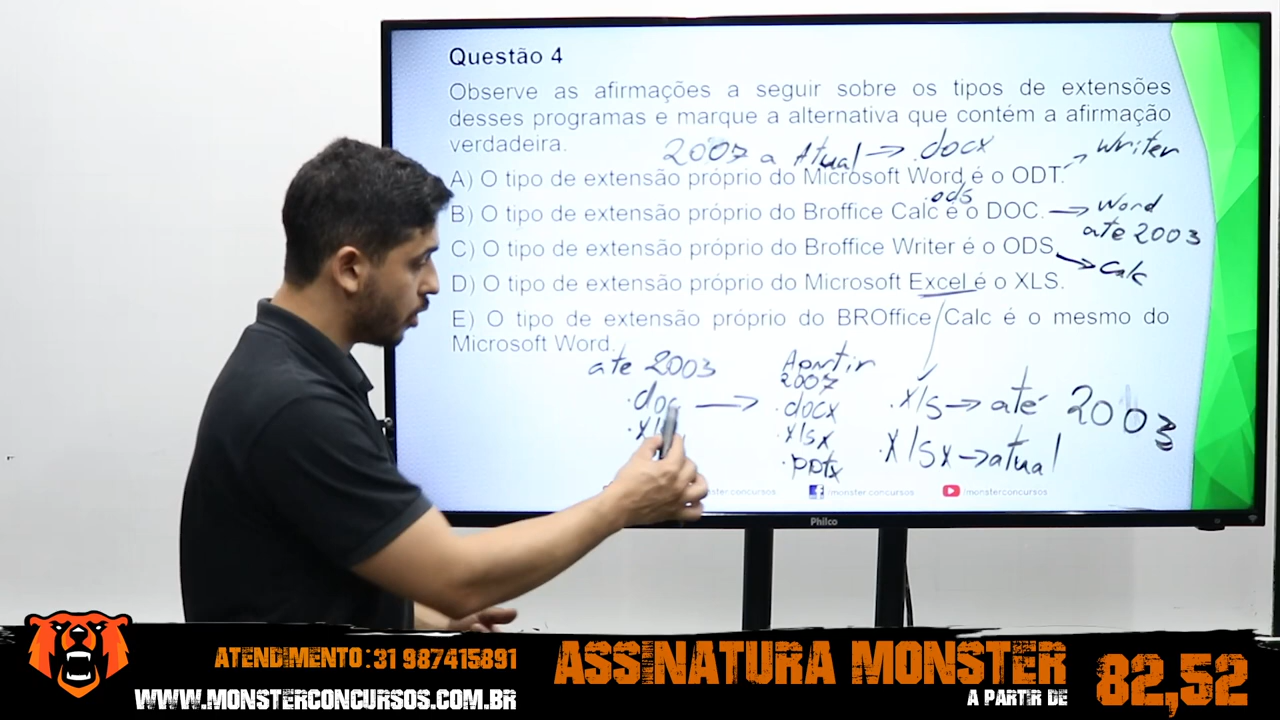 Questão 4
Observe as afirmações a seguir sobre os tipos de extensões
desses programas e marque a alternativa que contém a afirmação
verdadeira.
2007 a Atual → .docx
Writer
A) O tipo de extensão próprio do Microsoft Word é o ODT.
.ods
B) O tipo de extensão próprio do Broffice Calc é o DOC. → Word
até 2003
C) O tipo de extensão próprio do Broffice Writer é o ODS.
Calc
D) O tipo de extensão próprio do Microsoft Excel é o XLS.
E) O tipo de extensão próprio do BROffice Calc é o mesmo do
Microsoft Word.
ate 2003
Apartir
2007
.doc →
.docx
.xlsx
.pptx
.xls → até 2003
.xlsx → atual
monster.concursos
/monster.concursos
/monsterconcursos
Philco
ATENDIMENTO: 31 987415891
WWW.MONSTERCONCURSOS.COM.BR
ASSINATURA MONSTER
A PARTIR DE
82,52